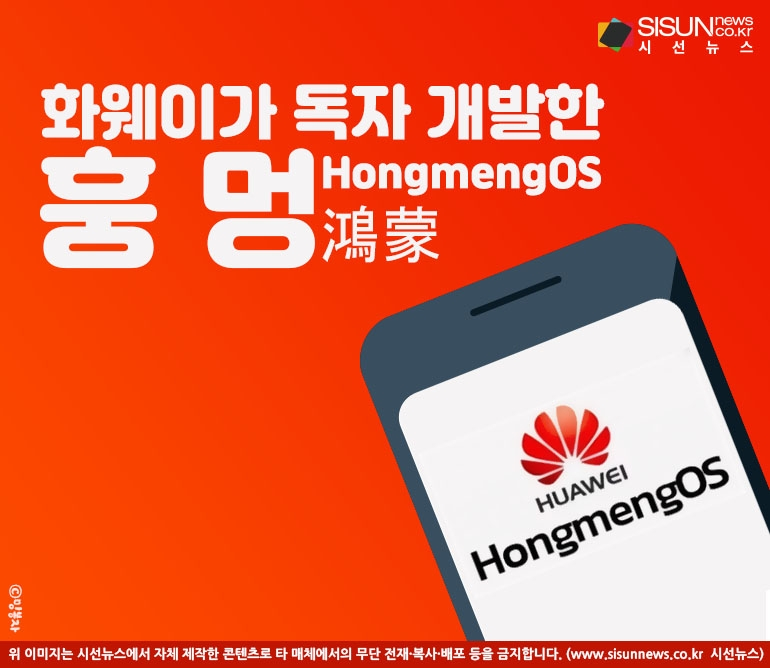 SISUNnews
co.kr
시선뉴스
화웨이가 독자 개발한
훙멍 HongmengOS
鴻蒙
HUAWEI
HongmengOS
위 이미지는 시선뉴스에서 자체 제작한 콘텐츠로 타 매체에서의 무단 전재·복사·배포 등을 금지합니다. (www.sisunnews.co.kr 시선뉴스)